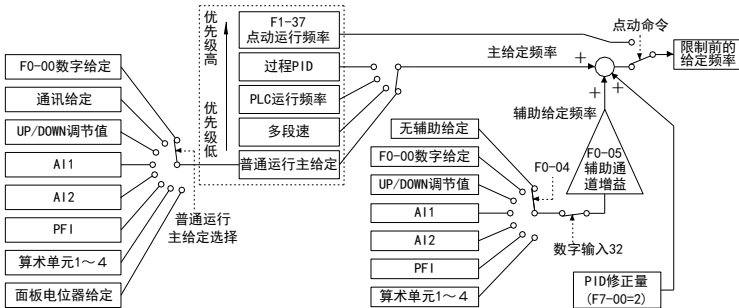 优先级高
优先级低
F1-37
点动运行频率
过程PID
PLC运行频率
多段速
普通运行主给定
F0-00数字给定
通讯给定
UP/DOWN调节值
AI1
AI2
PFI
算术单元1～4
面板电位器给定
普通运行
主给定选择
主给定频率
点动命令
限制前的
给定频率
+
+
+
辅助给定频率
无辅助给定
F0-00数字给定
UP/DOWN调节值
AI1
AI2
PFI
算术单元1～4
F0-04
数字输入32
F0-05
辅助通
道增益
PID修正量
(F7-00=2)